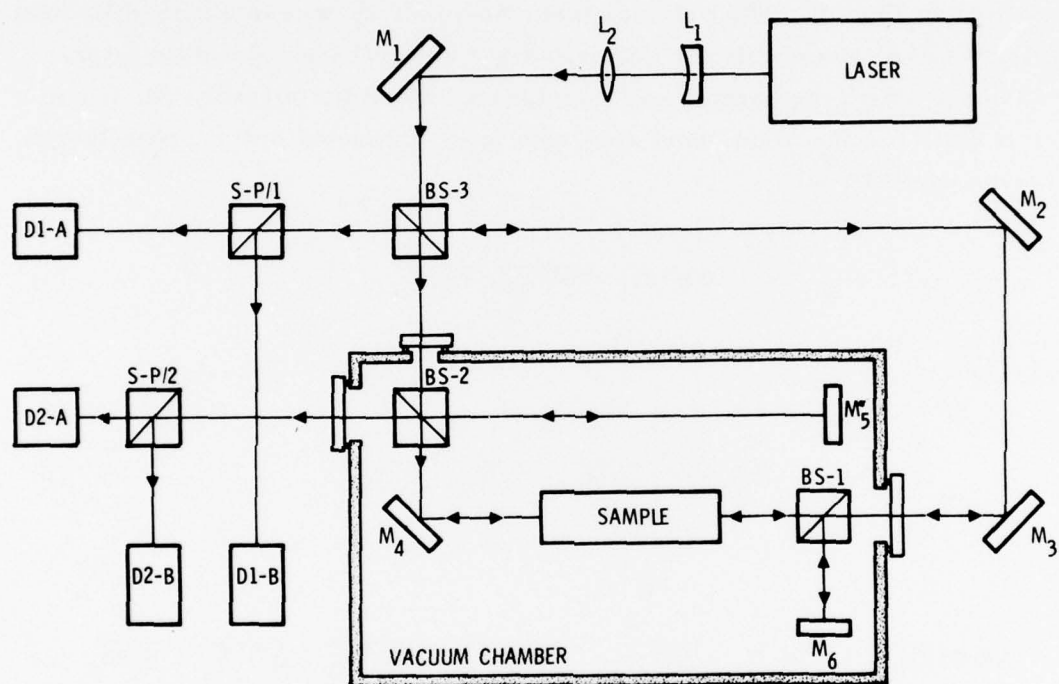 M1
L2
L1
LASER
S-P/1
BS-3
M2
D1-A
S-P/2
BS-2
D2-A
M5
BS-1
M4
SAMPLE
M3
D2-B
D1-B
M6
VACUUM CHAMBER